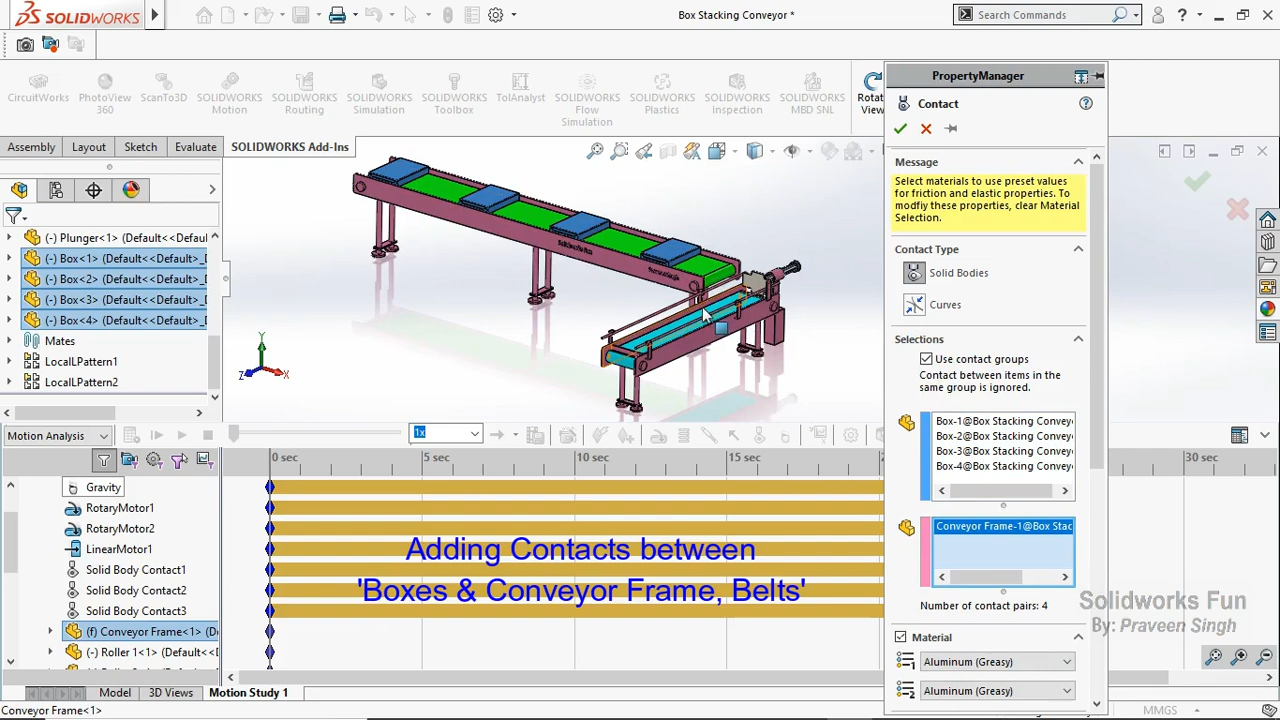 SOLIDWORKS
Box Stacking Conveyor *
Search Commands
CircuitWorks
PhotoView
360
ScanTo3D
SOLIDWORKS
Motion
SOLIDWORKS
Routing
SOLIDWORKS
Simulation
SOLIDWORKS
Toolbox
TolAnalyst
SOLIDWORKS
Flow
Simulation
SOLIDWORKS
Plastics
SOLIDWORKS
Inspection
SOLIDWORKS
MBD SNL
Rotat
View
Assembly
Layout
Sketch
Evaluate
SOLIDWORKS Add-Ins
(-) Plunger<1> (Default<<Defaul
(-) Box<1> (Default<<Default>_
(-) Box<2> (Default<<Default>_
(-) Box<3> (Default<<Default>_
(-) Box<4> (Default<<Default>_
Mates
LocalLPattern1
LocalLPattern2
Y
X
Z
PropertyManager
Contact
Message
Select materials to use preset values
for friction and elastic properties. To
modfiy these properties, clear Material
Selection.
Contact Type
Solid Bodies
Curves
Selections
Use contact groups
Contact between items in the
same group is ignored.
Box-1@Box Stacking Convey
Box-2@Box Stacking Convey
Box-3@Box Stacking Convey
Box-4@Box Stacking Convey
Conveyor Frame-1@Box Stac
Number of contact pairs: 4
Material
Aluminum (Greasy)
Aluminum (Greasy)
Motion Analysis
1x
0 sec
5 sec
10 sec
15 sec
30 sec
Gravity
RotaryMotor1
RotaryMotor2
LinearMotor1
Solid Body Contact1
Solid Body Contact2
Solid Body Contact3
(f) Conveyor Frame<1> (D
(-) Roller 1<1> (Default<<D
Adding Contacts between
'Boxes & Conveyor Frame, Belts'
Solidworks Fun
By: Praveen Singh
Model
3D Views
Motion Study 1
Conveyor Frame<1>
MMGS